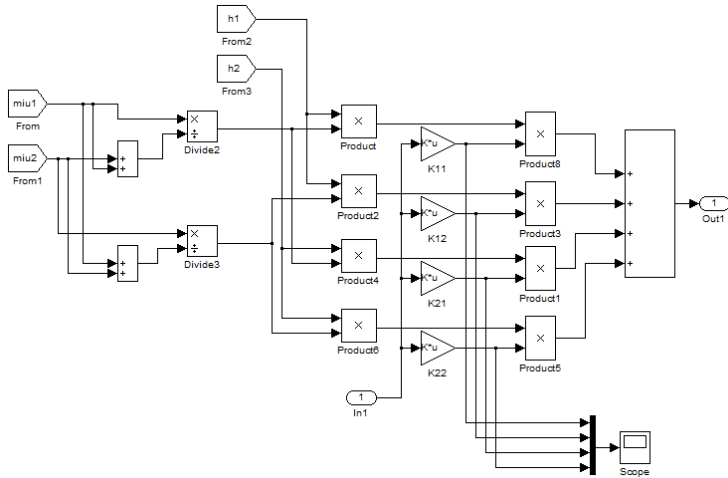 h1
From2
h2
From3
miu1
From
miu2
From1
×
÷
Divide2
+
+
×
÷
Divide3
+
+
×
Product
×
Product2
×
Product4
×
Product6
K*u
K11
K*u
K12
K*u
K21
K*u
K22
1
In1
×
Product8
×
Product3
×
Product1
×
Product5
+
+
+
+
1
Out1
Scope